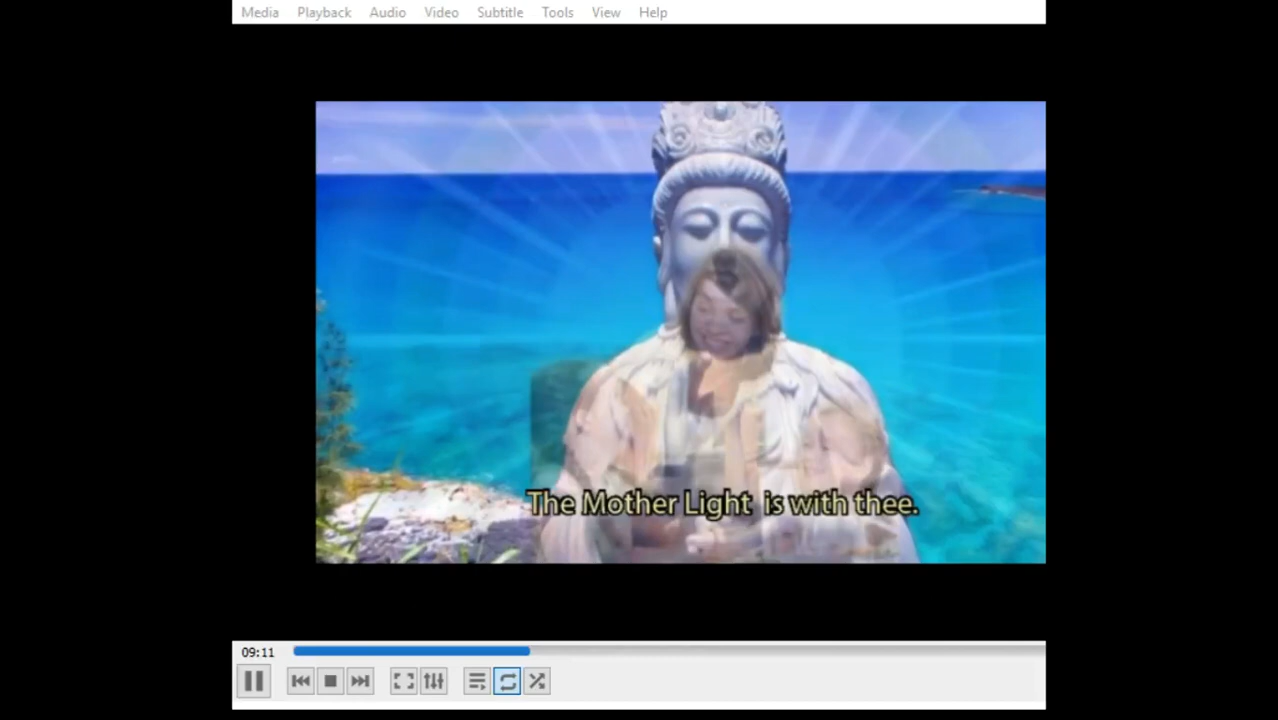 Media Playback Audio Video Subtitle Tools View Help
The Mother Light is with thee.
09:11